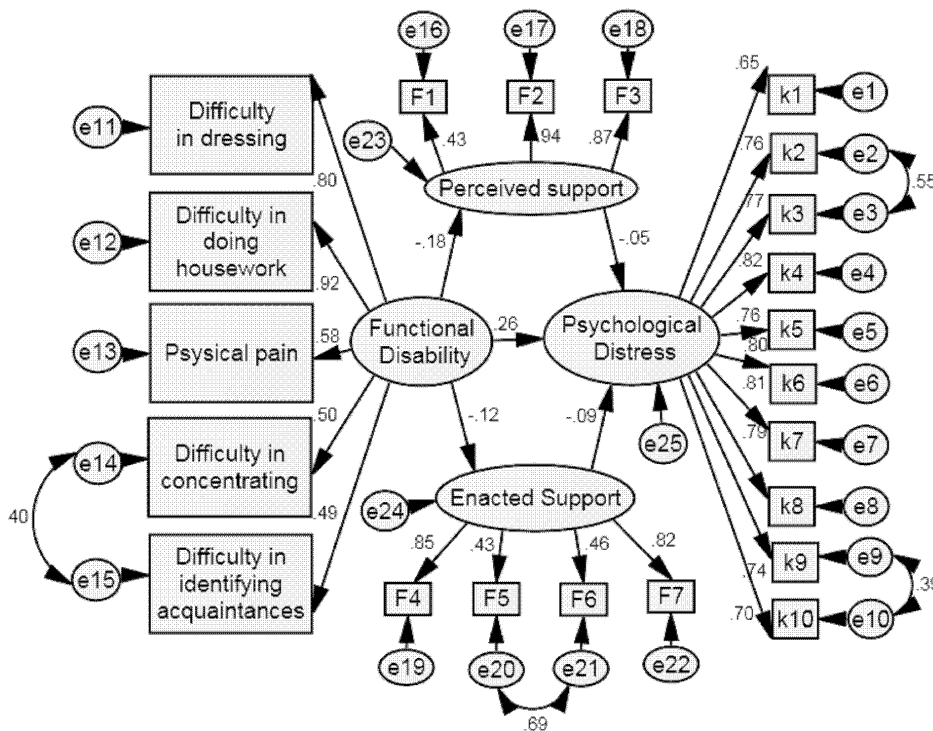 e16
e17
e18
F1
F2
F3
.65
k1
e1
e11
Difficulty
in dressing
e23
.43
.94
.87
.76
k2
e2
.80
Perceived support
.77
k3
e3
.55
e12
Difficulty in
doing
housework
-.18
-.05
.82
k4
e4
.92
e13
Psysical pain
.58
Functional
Disability
.26
Psychological
Distress
.76
k5
e5
.80
k6
e6
.81
.50
-.12
-.09
.79
k7
e7
e14
Difficulty in
concentrating
e25
40
.49
e24
Enacted Support
k8
e8
e15
Difficulty in
identifying
acquaintances
.85
.43
.46
.82
.74
k9
e9
.39
F4
F5
F6
F7
.70
k10
e10
e19
e20
e21
e22
.69